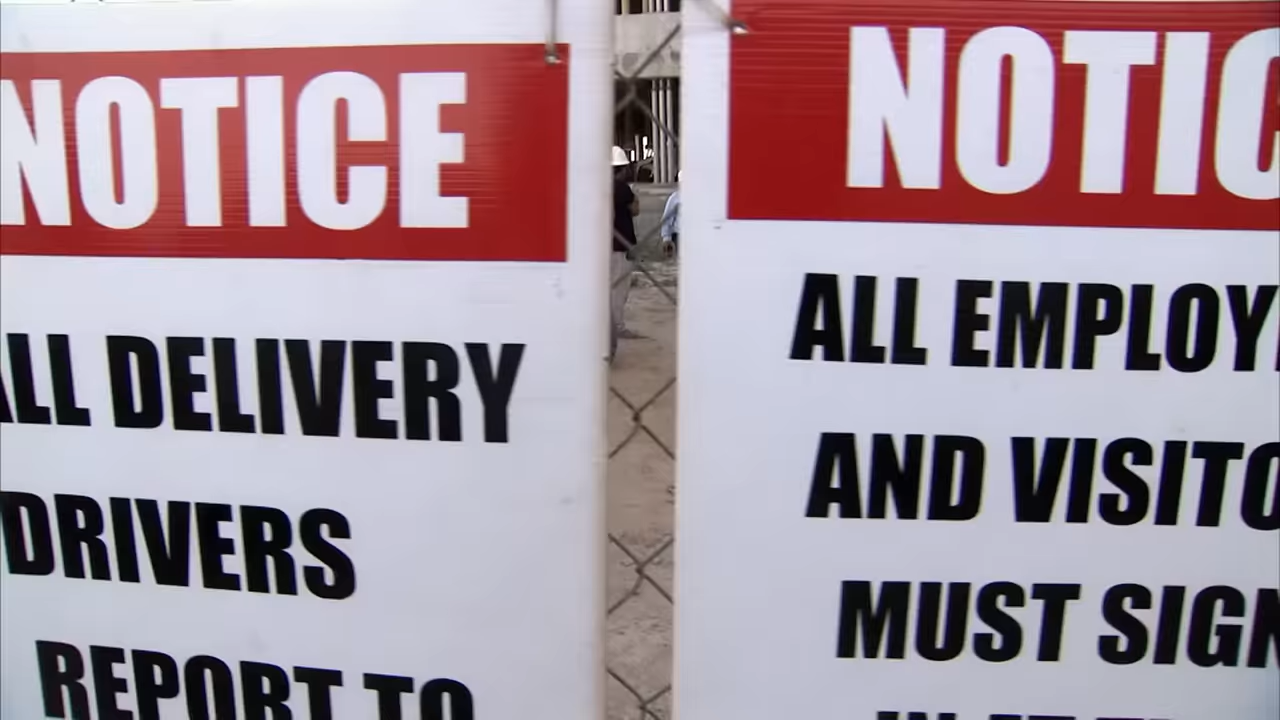 NOTICE
ALL DELIVERY
DRIVERS
REPORT TO
NOTIC
ALL EMPLOY
AND VISITO
MUST SIGN